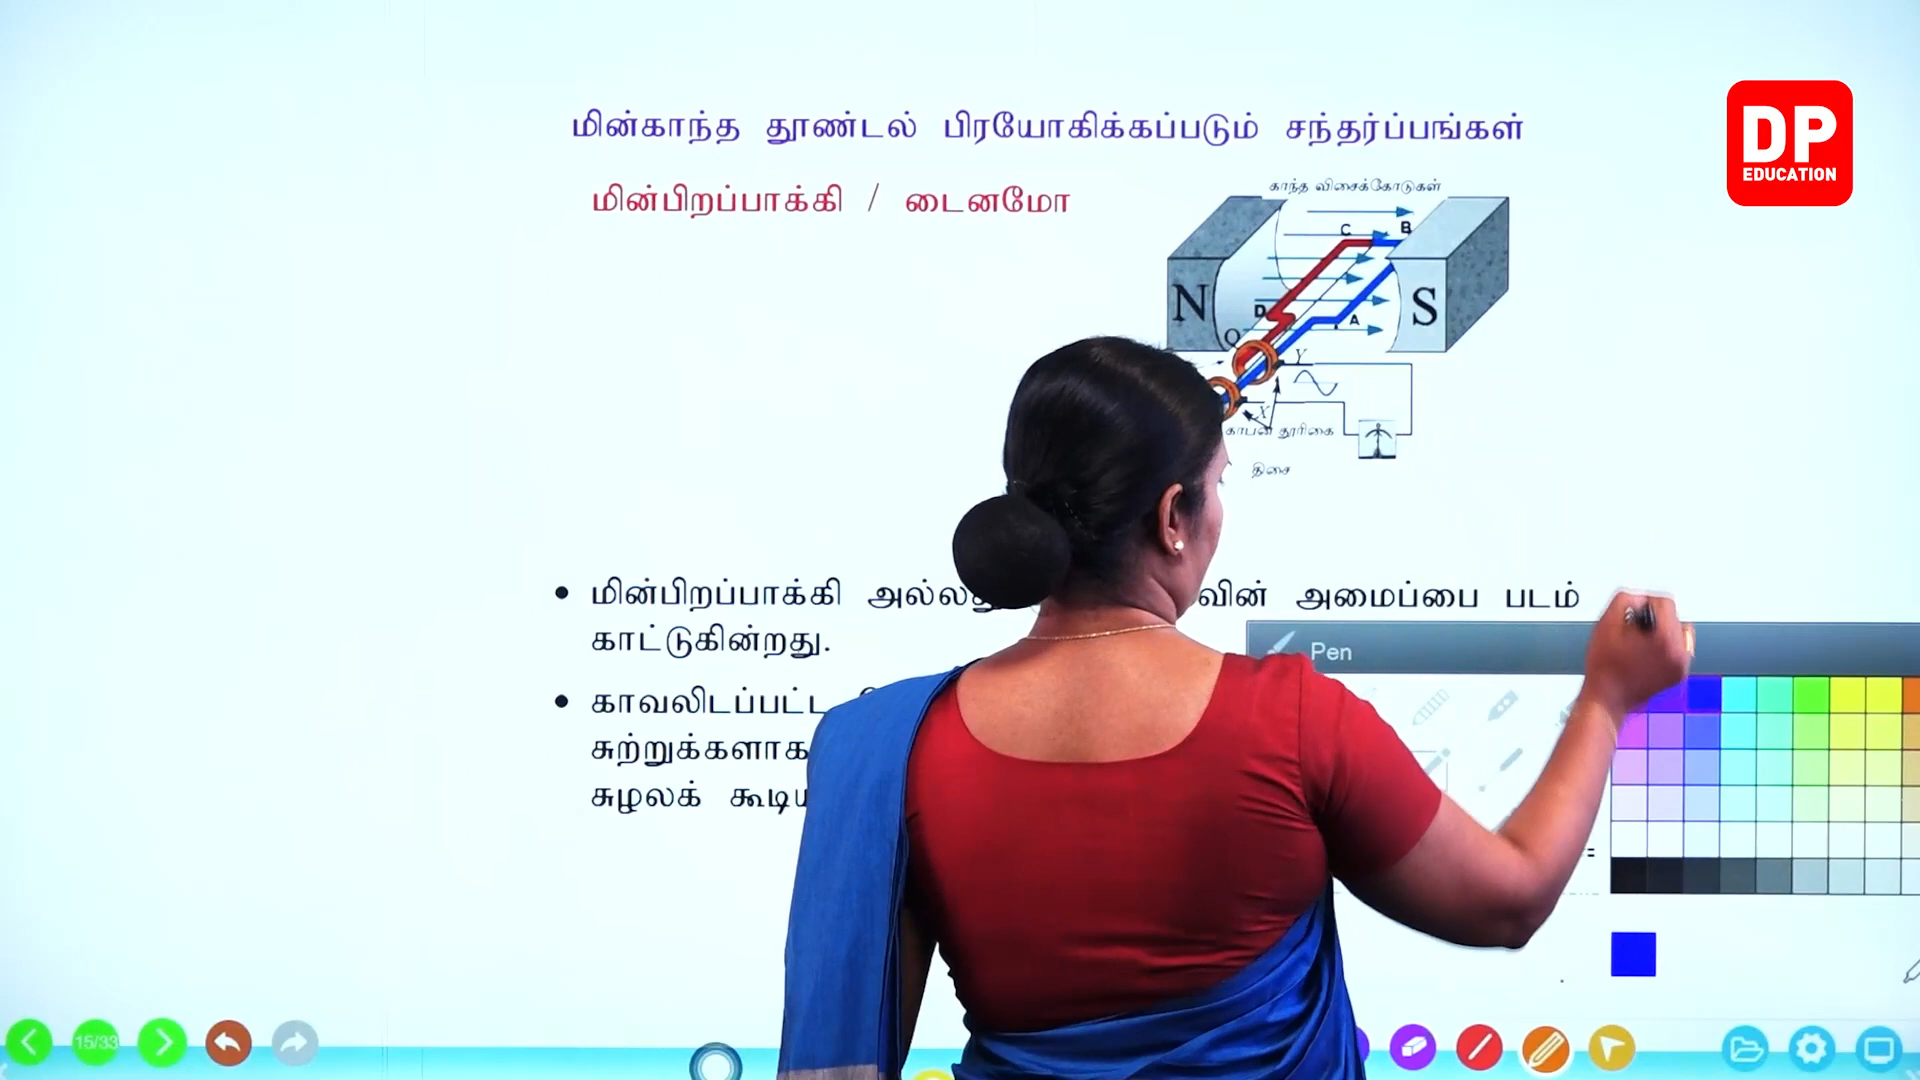 மின்காந்த தூண்டல் பிரயோகிக்கப்படும் சந்தர்ப்பங்கள்
DP
EDUCATION
மின்பிறப்பாக்கி / டைனமோ
காந்த விசைக்கோடுகள்
C B
N S
D A
Q
Y
X
காபன் தூரிகை
திசை
• மின்பிறப்பாக்கி வின் அமைப்பை படம்
காட்டுகின்றது.
• காவலிடப்பட்ட
சுற்றுக்களாக
சுழலக்
Pen
15/33